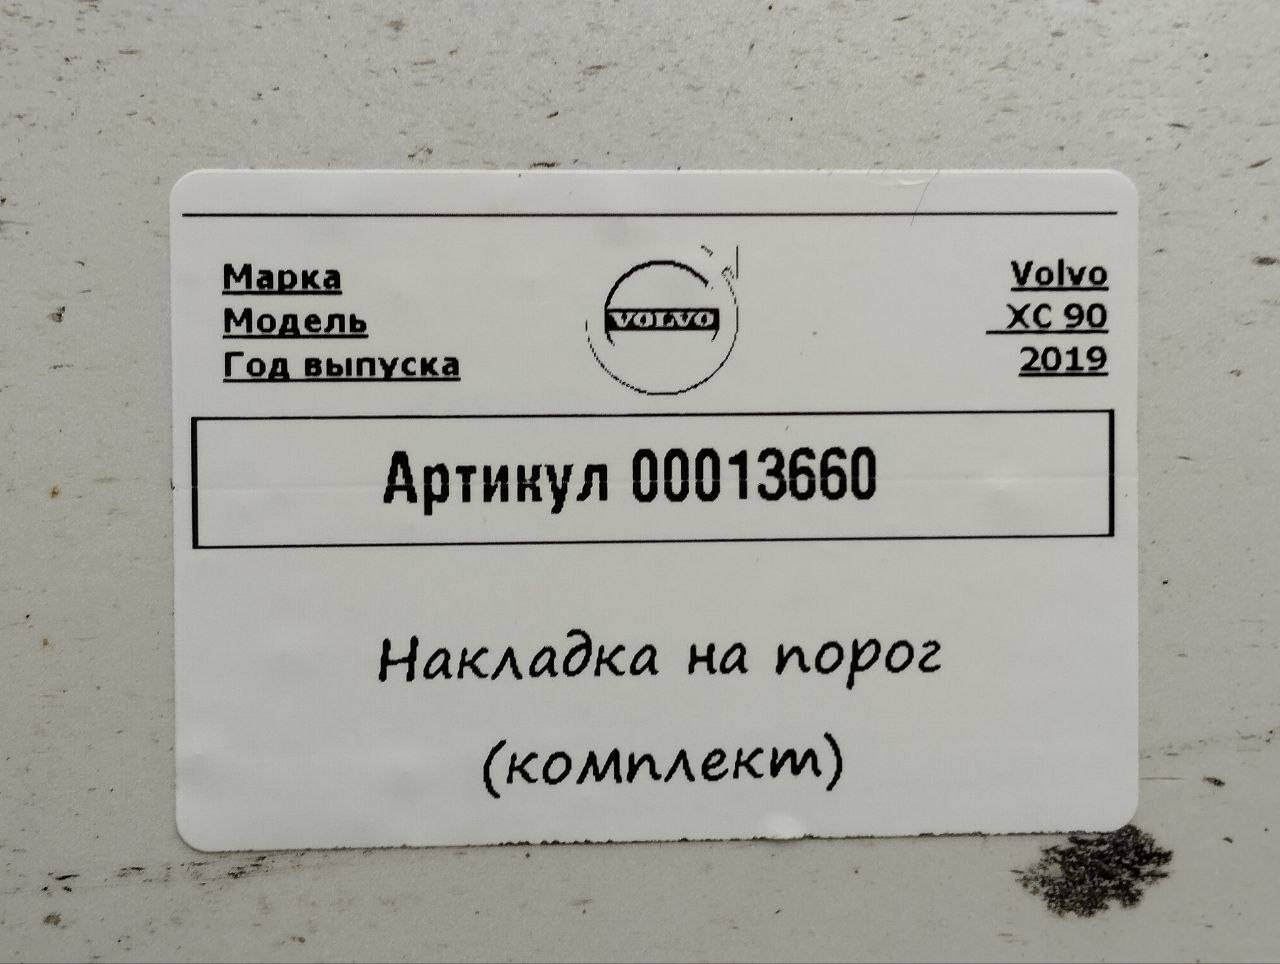 Марка
Volvo
Модель
XC 90
Год выпуска
2019
VOLVO
Артикул 00013660
Накладка на порог
(комплект)